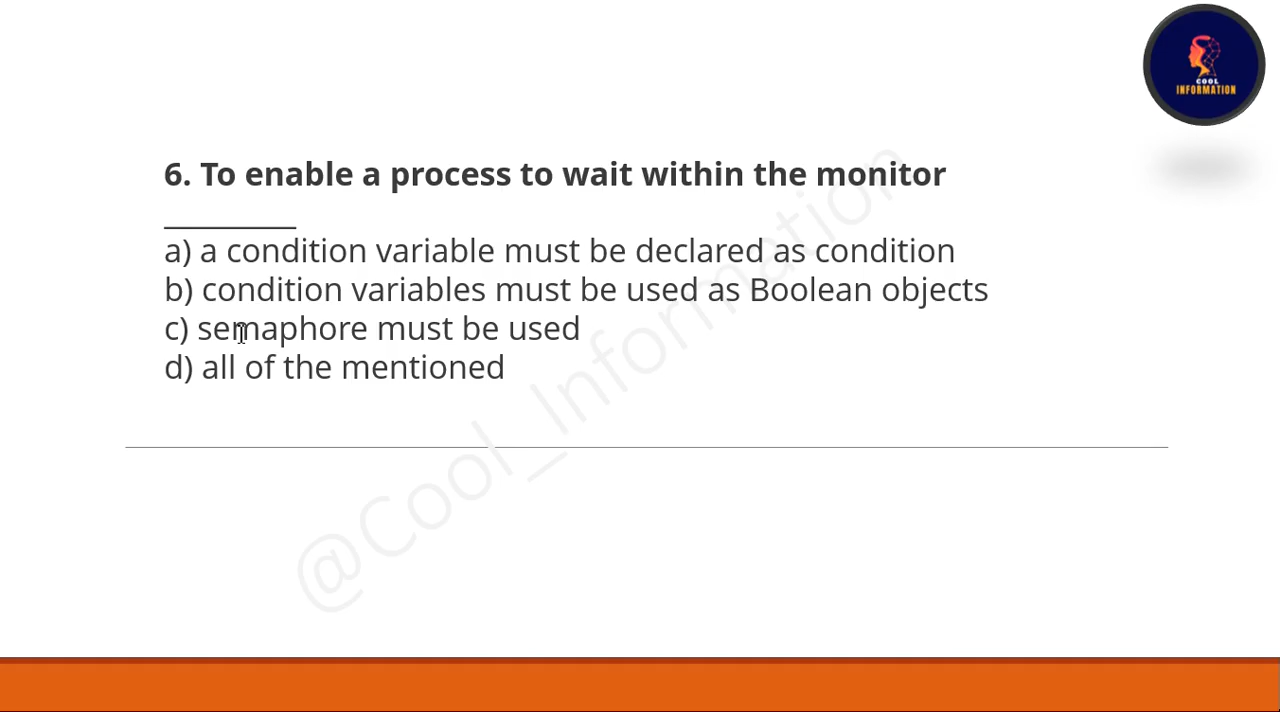 COOL
INFORMATION
6. To enable a process to wait within the monitor
_________
a) a condition variable must be declared as condition
b) condition variables must be used as Boolean objects
c) semaphore must be used
d) all of the mentioned
@Cool_Information